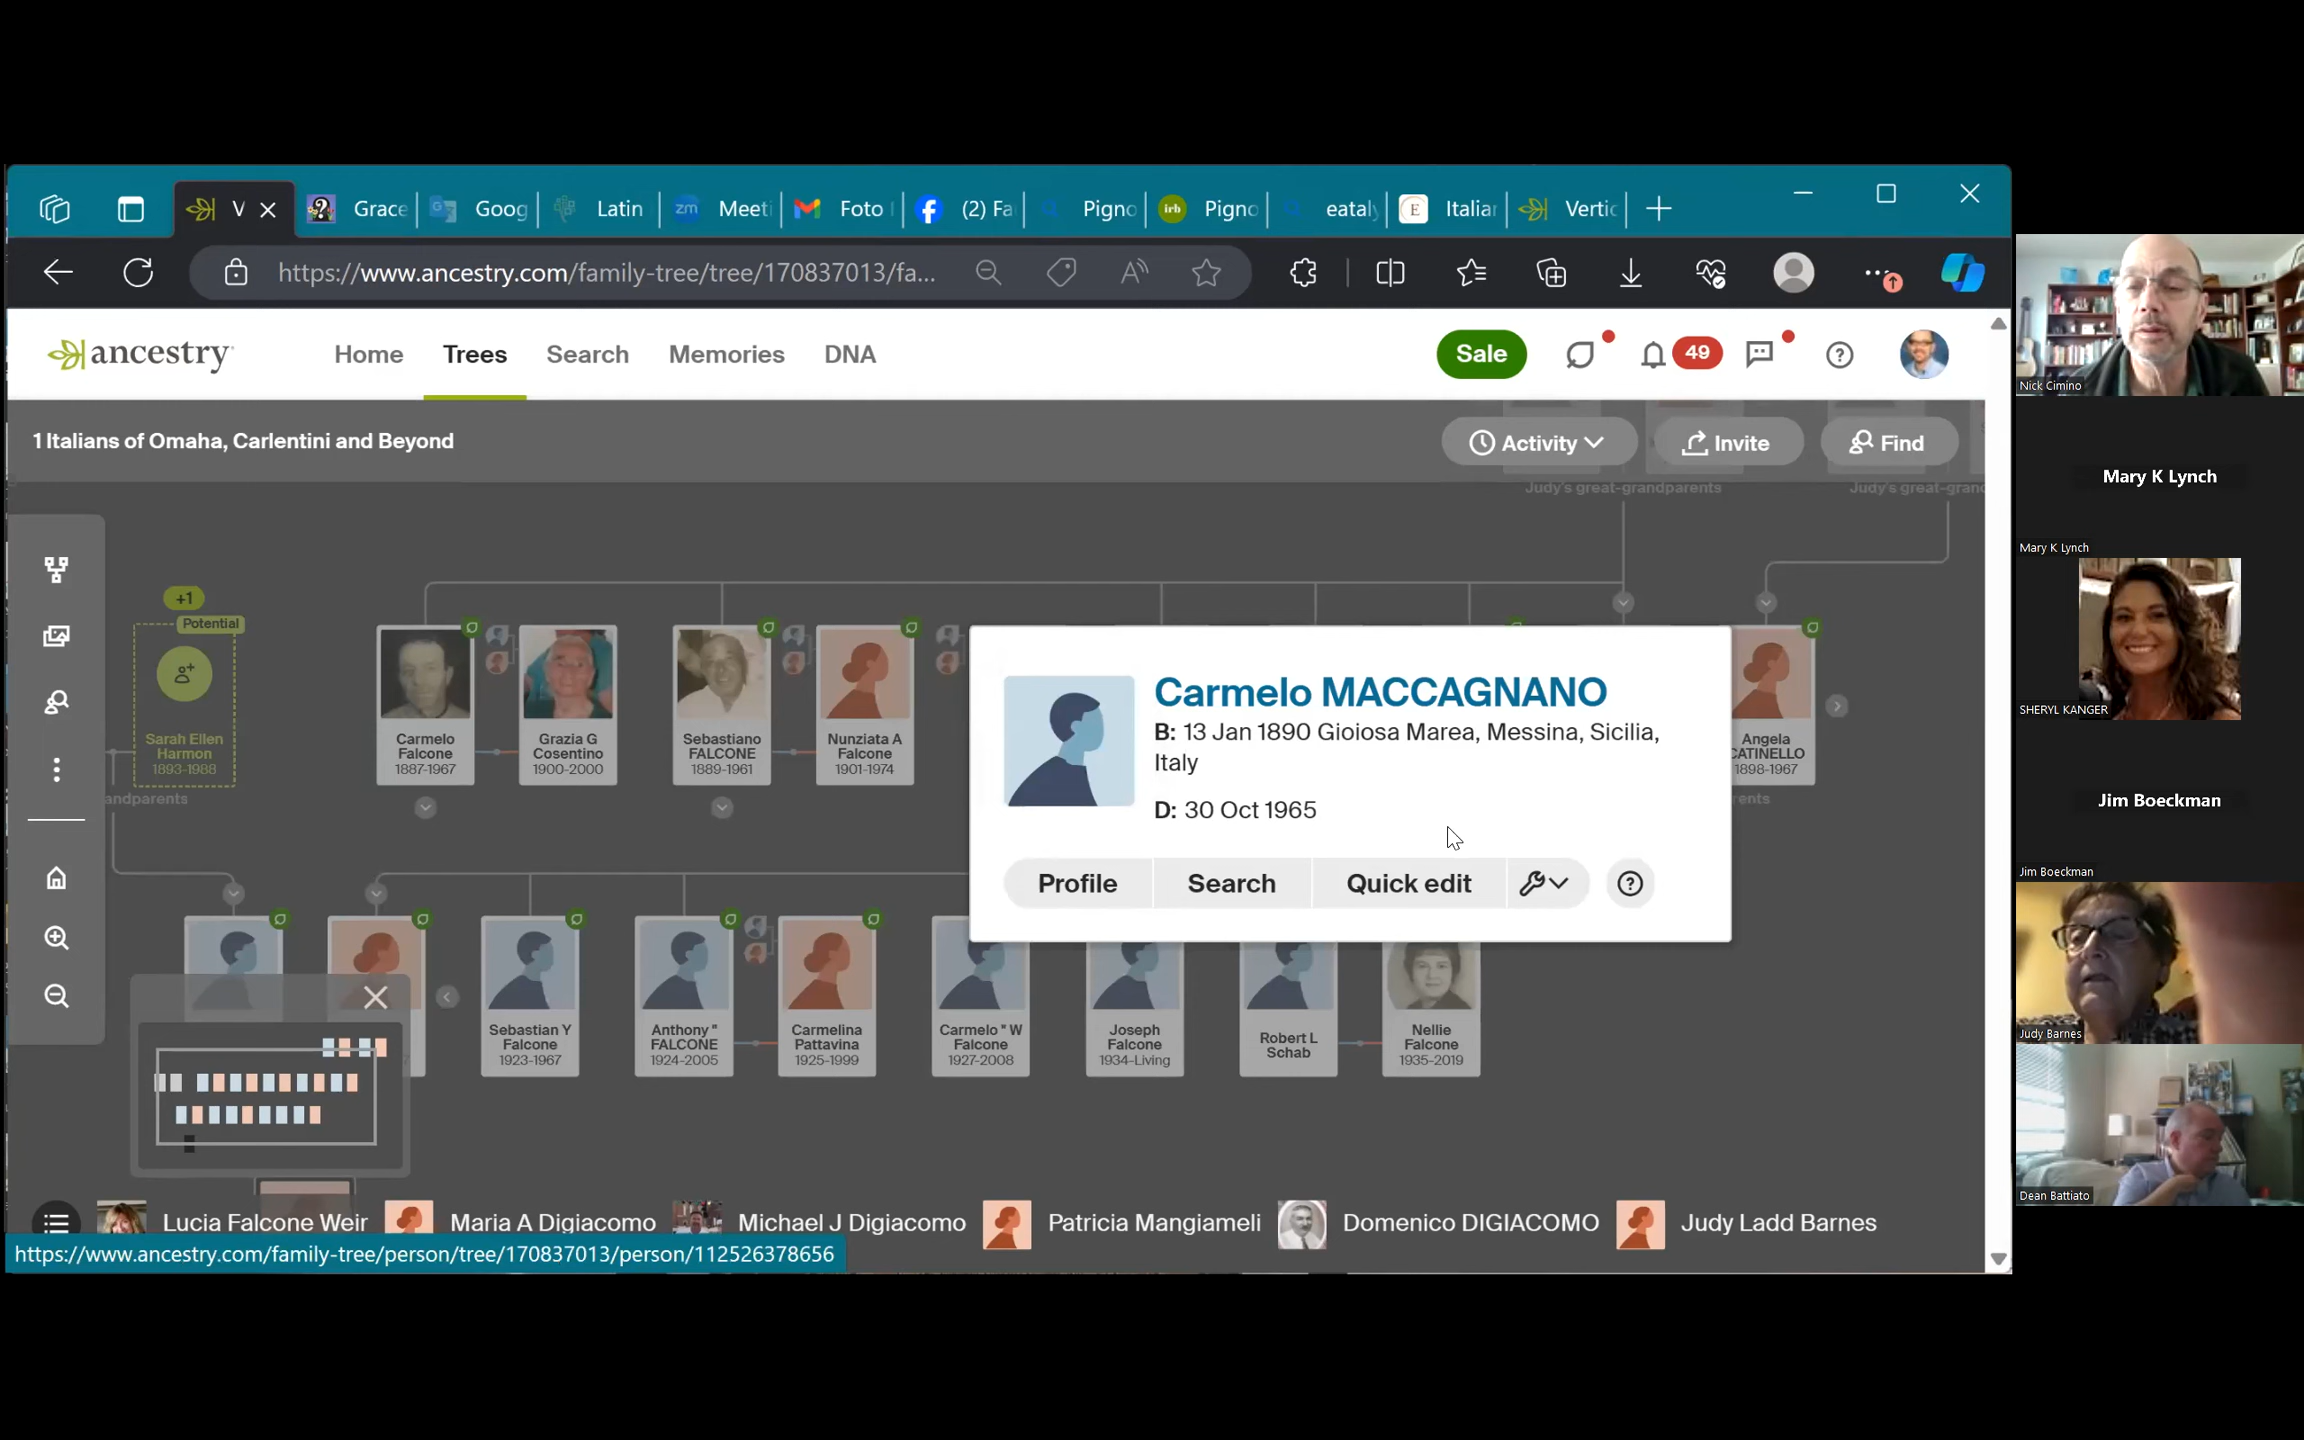 V
Grace
Goog
Latin
Meeti
Foto
(2) Fa
Pigno
irb
Pigno
eataly
E
Italiar
Vertic
https://www.ancestry.com/family-tree/tree/170837013/fa...
ancestry
Home
Trees
Search
Memories
DNA
Sale
49
1 Italians of Omaha, Carlentini and Beyond
Activity
Invite
Find
Judy's great-grandparents
Judy's great-grand
+1
Potential
Sarah Ellen
Harmon
1893-1988
andparents
Carmelo
Falcone
1887-1967
Grazia G
Cosentino
1900-2000
Sebastiano
FALCONE
1889-1961
Nunziata A
Falcone
1901-1974
Carmelo MACCAGNANO
B: 13 Jan 1890 Gioiosa Marea, Messina, Sicilia,
Italy
D: 30 Oct 1965
Profile
Search
Quick edit
Angela
CATINELLO
1898-1967
ents
Sebastian Y
Falcone
1923-1967
Anthony "
FALCONE
1924-2005
Carmelina
Pattavina
1925-1999
Carmelo " W
Falcone
1927-2008
Joseph
Falcone
1934-Living
Robert L
Schab
Nellie
Falcone
1935-2019
Lucia Falcone Weir
Maria A Digiacomo
Michael J Digiacomo
Patricia Mangiameli
Domenico DIGIACOMO
Judy Ladd Barnes
https://www.ancestry.com/family-tree/person/tree/170837013/person/112526378656
Nick Cimino
Mary K Lynch
Mary K Lynch
SHERYL KANGER
Jim Boeckman
Jim Boeckman
Judy Barnes
Dean Battiato